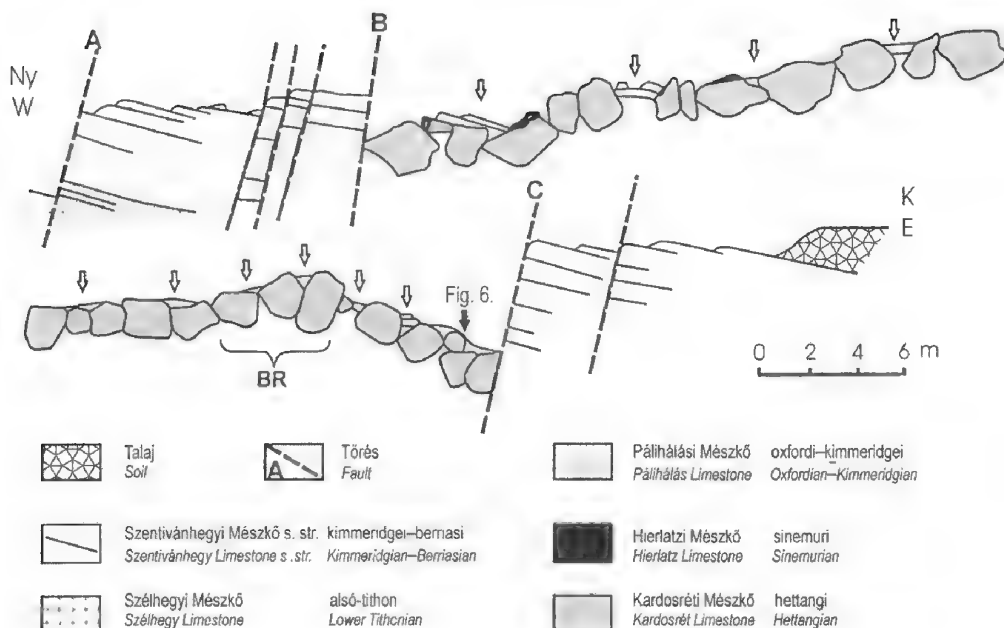 Ny
W
A
B
C
K
E
Fig. 6.
BR
0 2 4 6 m
Talaj
Soil
A
Törés
Fault
Pálihálási Mészkő oxfordi–kimmeridgei
Pálihálás Limestone Oxfordian–Kimmeridgian
Szentivánhegyi Mészkő s. str. kimmeridgei–berriasi
Szentivánhegy Limestone s .str. Kimmeridgian–Berriasian
Hierlatzi Mészkő sinemuri
Hierlatz Limestone Sinemurian
Szélhegyi Mészkő alsó-tithon
Szélhegy Limestone Lower Tithonian
Kardosréti Mészkő hettangi
Kardosrét Limestone Hettangian